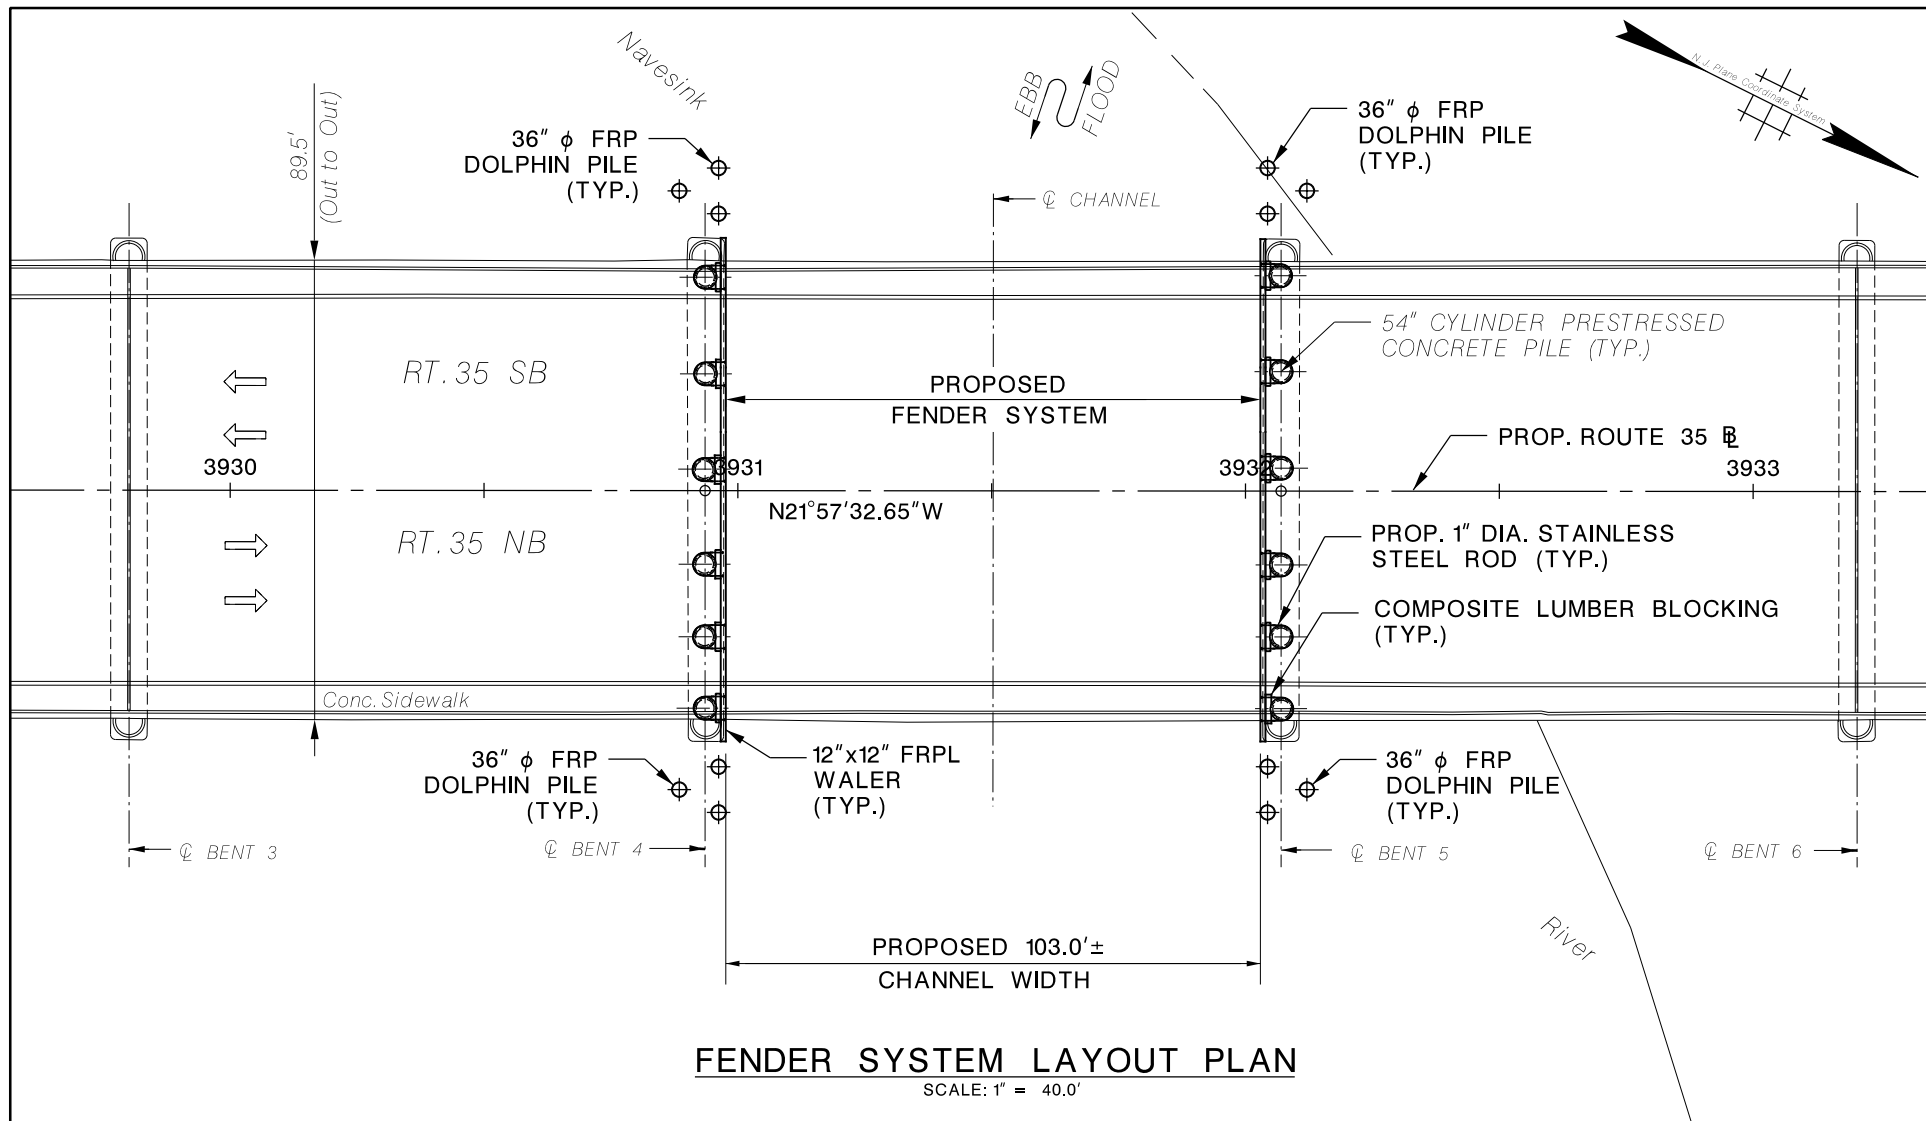 Navesink
EBB
FLOOD
N.J. Plane Coordinate System
89.5'
(Out to Out)
36" ϕ FRP
DOLPHIN PILE
(TYP.)
36" ϕ FRP
DOLPHIN PILE
(TYP.)
℄ CHANNEL
54" CYLINDER PRESTRESSED
CONCRETE PILE (TYP.)
RT. 35 SB
PROPOSED
FENDER SYSTEM
PROP. ROUTE 35 BL
3930
3931
3932
3933
N21°57'32.65"W
RT. 35 NB
PROP. 1" DIA. STAINLESS
STEEL ROD (TYP.)
COMPOSITE LUMBER BLOCKING
(TYP.)
Conc. Sidewalk
36" ϕ FRP
DOLPHIN PILE
(TYP.)
12"x12" FRPL
WALER
(TYP.)
36" ϕ FRP
DOLPHIN PILE
(TYP.)
℄ BENT 3
℄ BENT 4
℄ BENT 5
℄ BENT 6
River
PROPOSED 103.0'±
CHANNEL WIDTH
FENDER SYSTEM LAYOUT PLAN
SCALE: 1" = 40.0'